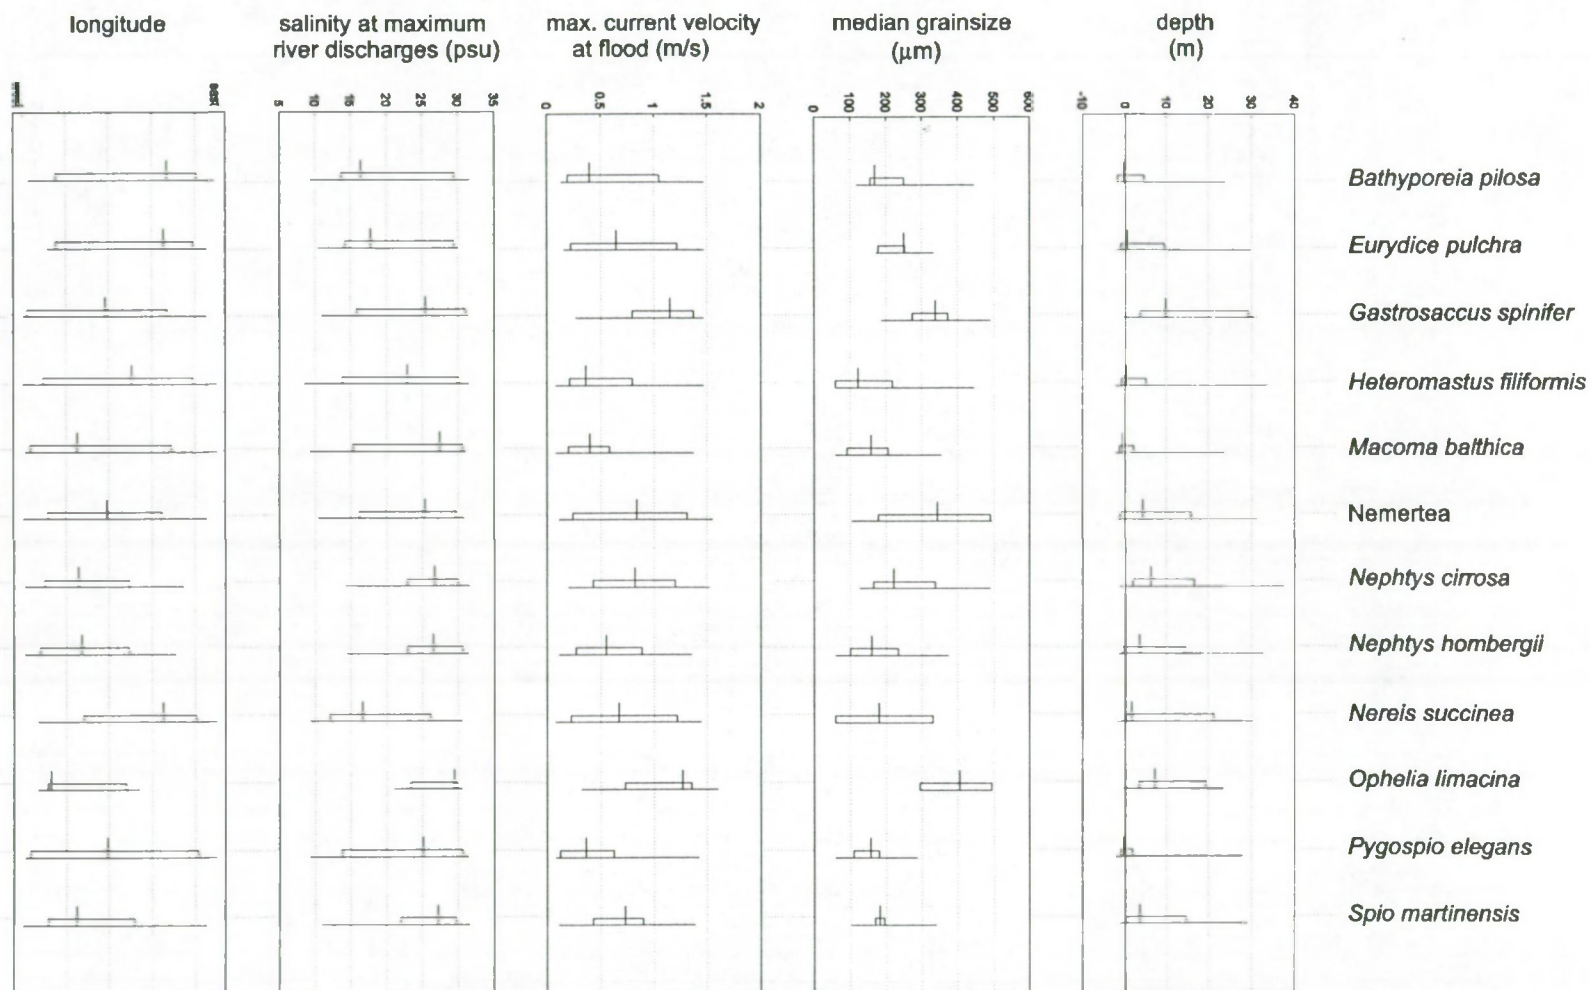 longitude
salinity at maximum
river discharges (psu)
max. current velocity
at flood (m/s)
median grainsize
(µm)
depth
(m)
5 10 15 20 25 30 35
0 0.5 1 1.5 2
0 100 200 300 400 500 600
-10 0 10 20 30 40
Bathyporeia pilosa
Eurydice pulchra
Gastrosaccus spinifer
Heteromastus filiformis
Macoma balthica
Nemertea
Nephtys cirrosa
Nephtys hombergii
Nereis succinea
Ophelia limacina
Pygospio elegans
Spio martinensis